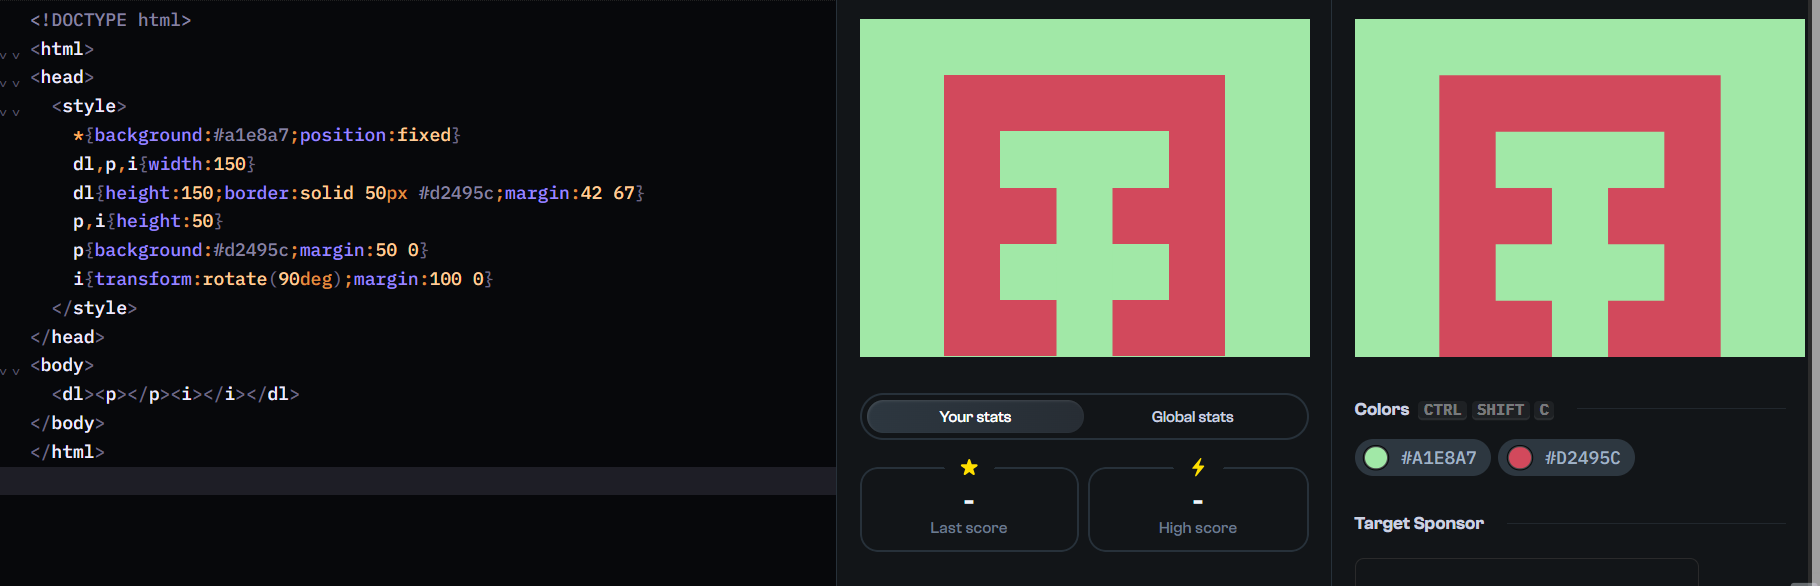 <!DOCTYPE html>
<html>
<head>
<style>
*{background:#a1e8a7;position:fixed}
dl,p,i{width:150}
dl{height:150;border:solid 50px #d2495c;margin:42 67}
p,i{height:50}
p{background:#d2495c;margin:50 0}
i{transform:rotate(90deg);margin:100 0}
</style>
</head>
<body>
<dl><p></p><i></i></dl>
</body>
</html>
Your stats
Global stats
-
Last score
-
High score
Colors CTRL SHIFT C
#A1E8A7
#D2495C
Target Sponsor